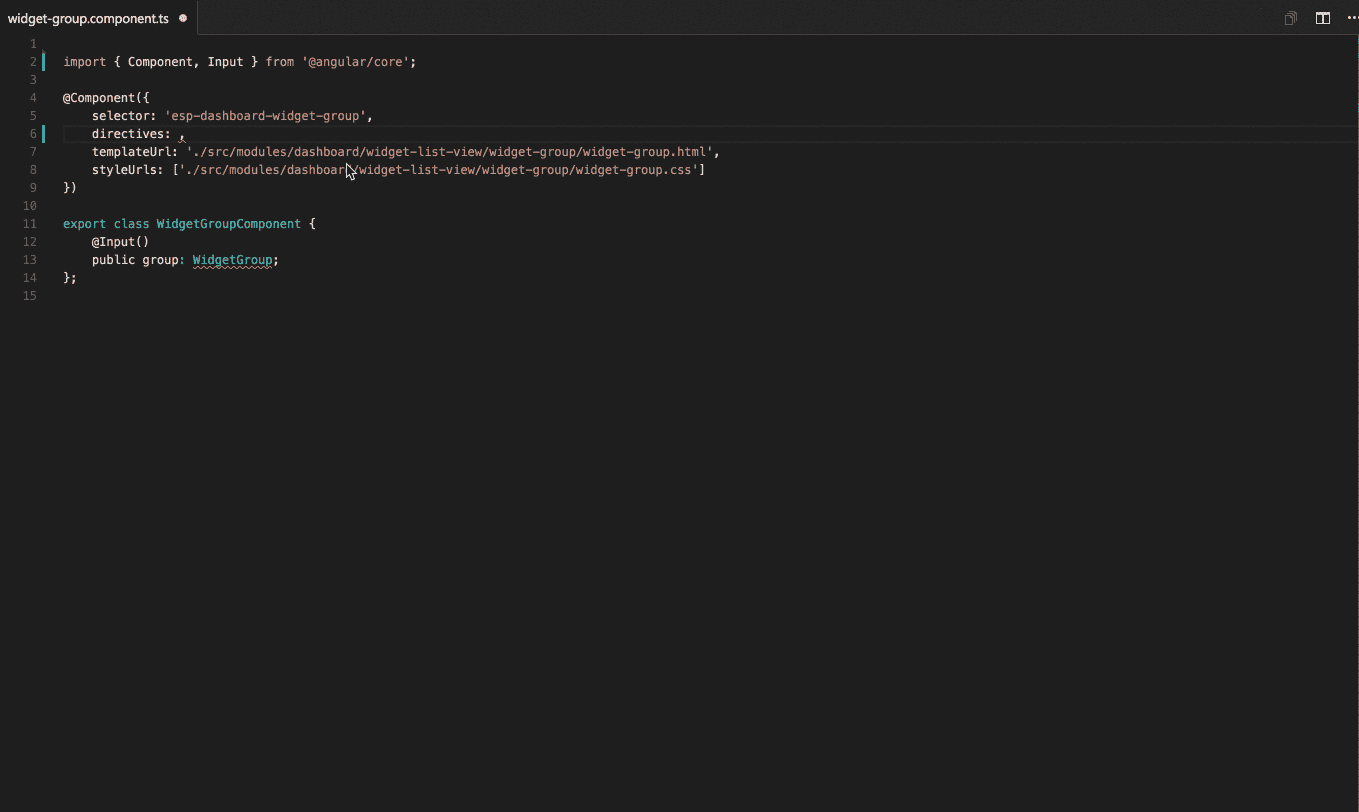 widget-group.component.ts
1
2 import { Component, Input } from '@angular/core';
3
4 @Component({
5 selector: 'esp-dashboard-widget-group',
6 directives: ,
7 templateUrl: './src/modules/dashboard/widget-list-view/widget-group/widget-group.html',
8 styleUrls: ['./src/modules/dashboard/widget-list-view/widget-group/widget-group.css']
9 })
10
11 export class WidgetGroupComponent {
12 @Input()
13 public group: WidgetGroup;
14 };
15